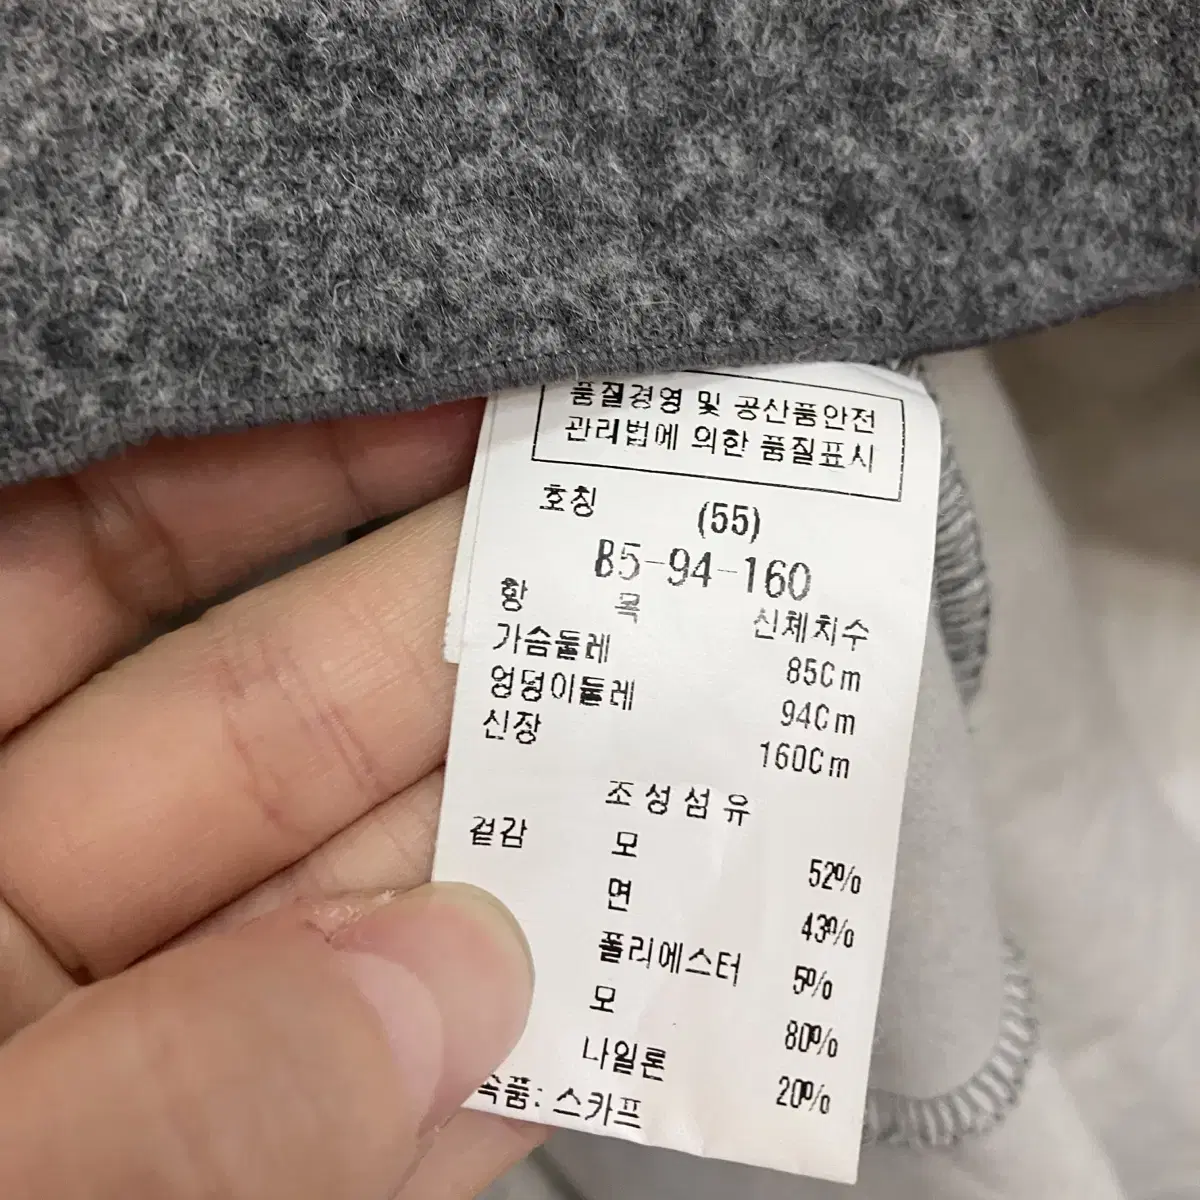 품질경영 및 공산품안전
관리법에 의한 품질표시
호칭 (55)
85-94-160
항 목 신체치수
가슴둘레 85Cm
엉덩이둘레 94Cm
신장 160Cm
조성섬유
겉감 모 52%
면 43%
폴리에스터 5%
모 80%
나일론 20%
속품: 스카프